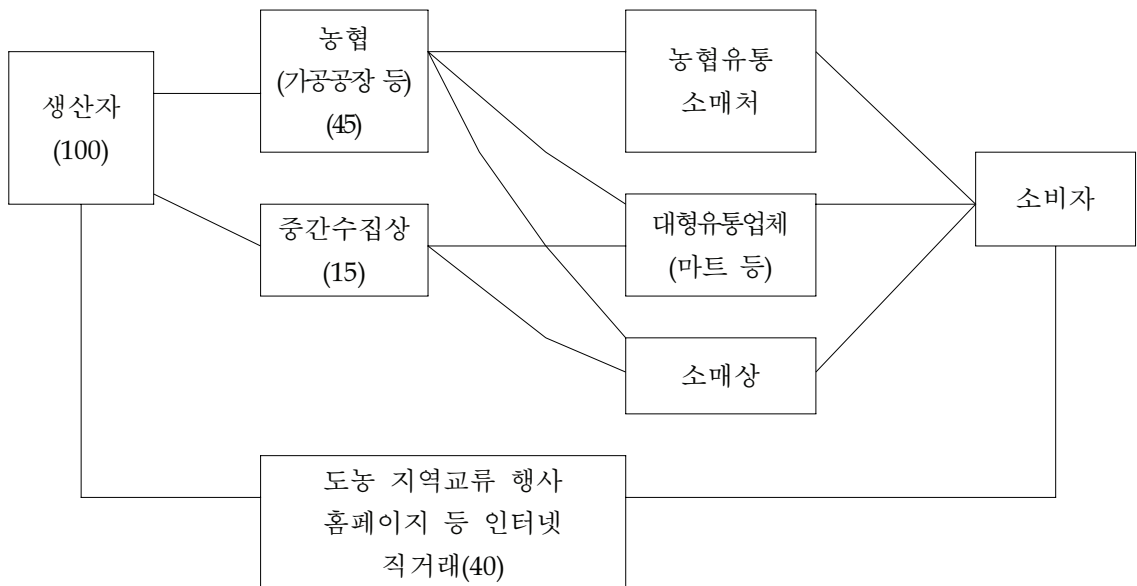 생산자
(100)
농협
(가공공장 등)
(45)
중간수집상
(15)
농협유통
소매처
대형유통업체
(마트 등)
소매상
소비자
도농 지역교류 행사
홈페이지 등 인터넷
직거래(40)